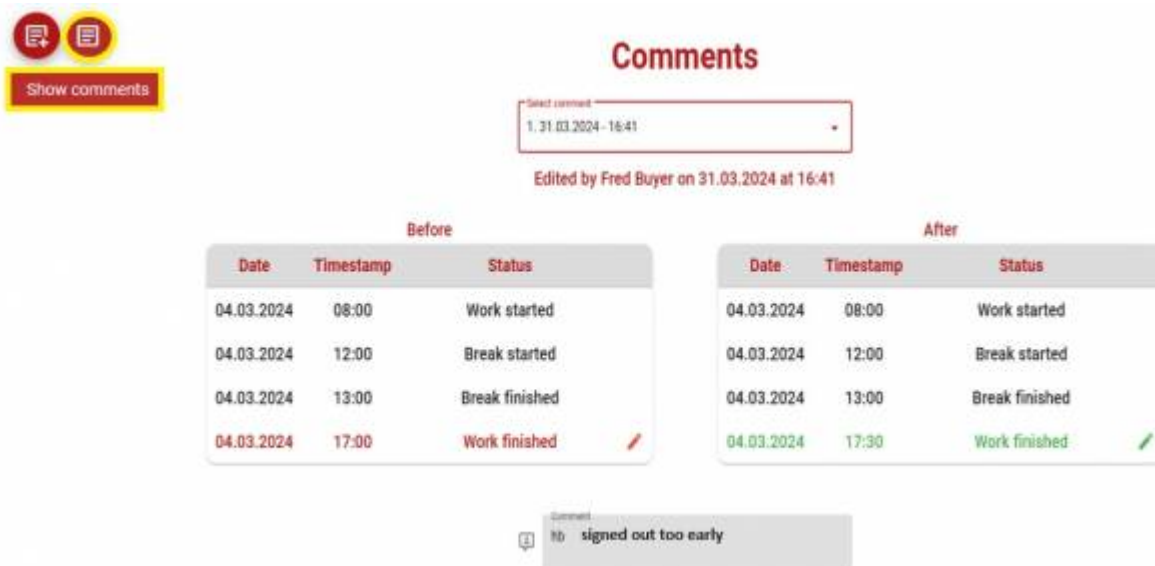 Show comments
Comments
Select comment
1. 31.03.2024 - 16:41
Edited by Fred Buyer on 31.03.2024 at 16:41
Before
Date Timestamp Status
04.03.2024 08:00 Work started
04.03.2024 12:00 Break started
04.03.2024 13:00 Break finished
04.03.2024 17:00 Work finished
After
Date Timestamp Status
04.03.2024 08:00 Work started
04.03.2024 12:00 Break started
04.03.2024 13:00 Break finished
04.03.2024 17:30 Work finished
Comment
signed out too early